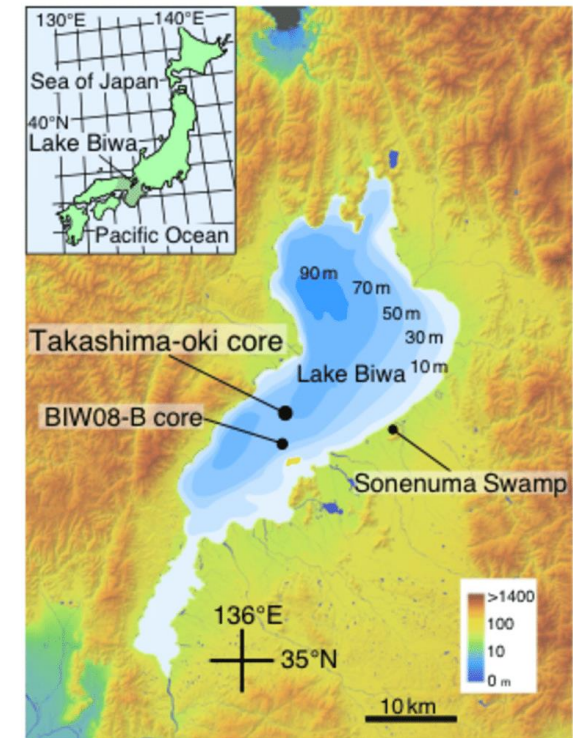 130°E 140°E
Sea of Japan
40°N
Lake Biwa
Pacific Ocean
90 m
70 m
50 m
30 m
10 m
Takashima-oki core
Lake Biwa
BIW08-B core
Sonenuma Swamp
136°E
35°N
>1400
100
10
0 m
10 km